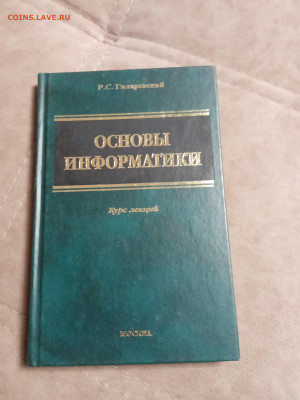 COINS.LAVE.RU
Р.С. Гиляревский
ОСНОВЫ
ИНФОРМАТИКИ
Курс лекций
МОСКВА